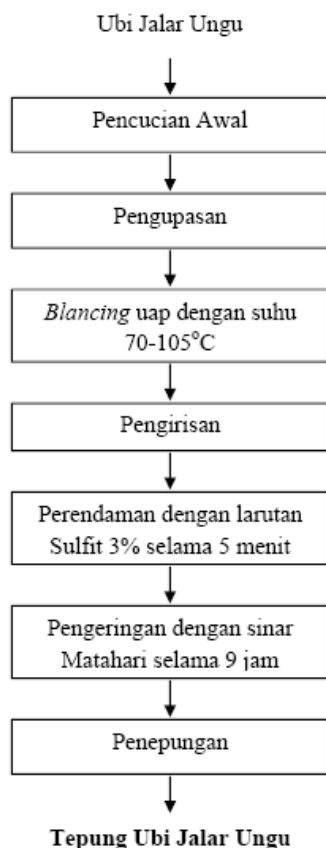 Ubi Jalar Ungu
Pencucian Awal
Pengupasan
Blancing uap dengan suhu
70-105°C
Pengirisan
Perendaman dengan larutan
Sulfit 3% selama 5 menit
Pengeringan dengan sinar
Matahari selama 9 jam
Penepungan
Tepung Ubi Jalar Ungu